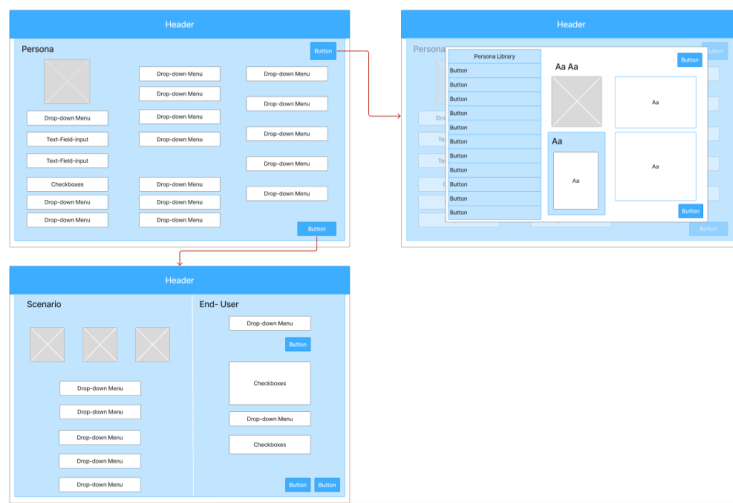 Header
Persona
Button
Drop-down Menu
Drop-down Menu
Drop-down Menu
Drop-down Menu
Drop-down Menu
Drop-down Menu
Drop-down Menu
Text-Field-input
Drop-down Menu
Drop-down Menu
Text-Field-input
Drop-down Menu
Checkboxes
Drop-down Menu
Drop-down Menu
Drop-down Menu
Drop-down Menu
Drop-down Menu
Drop-down Menu
Button
Header
Persona
Persona Library
Button
Button
Button
Button
Button
Button
Button
Button
Button
Button
Button
Aa Aa
Button
Aa
Aa
Aa
Aa
Button
Button
Header
Scenario
Drop-down Menu
Drop-down Menu
Drop-down Menu
Drop-down Menu
Drop-down Menu
End- User
Drop-down Menu
Button
Checkboxes
Drop-down Menu
Checkboxes
Button
Button